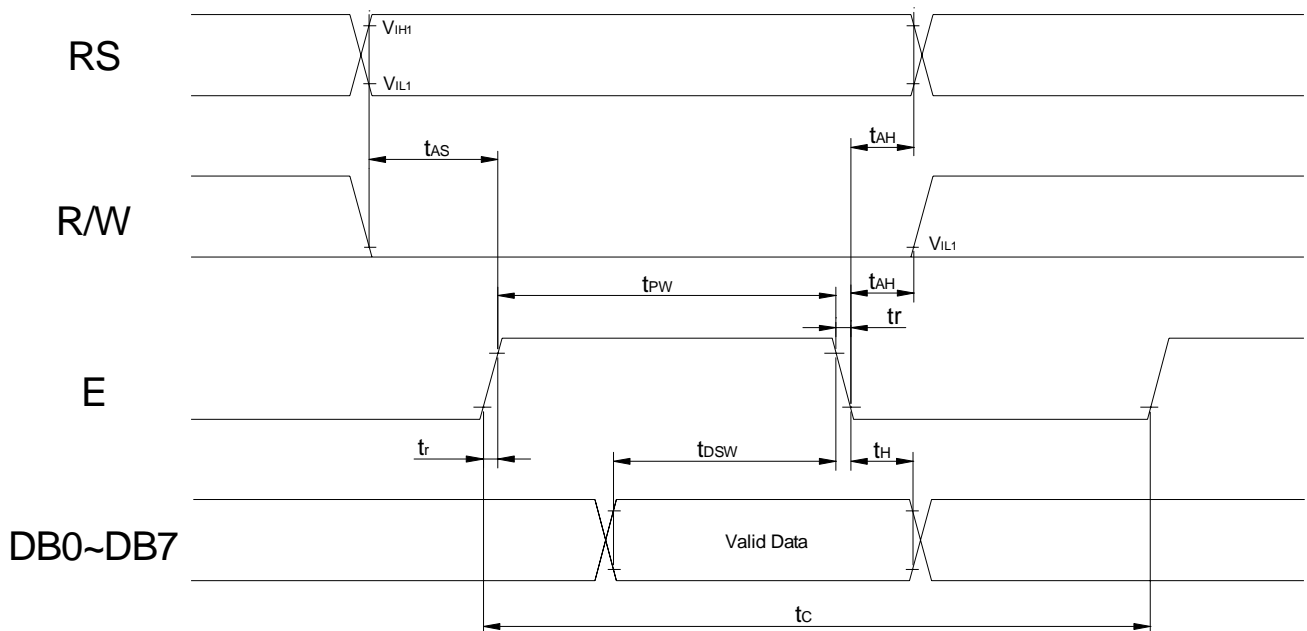 RS
VIH1
VIL1
tAS
tAH
R/W
VIL1
tPW
tAH
tr
E
tr
tDSW
tH
DB0~DB7
Valid Data
tC